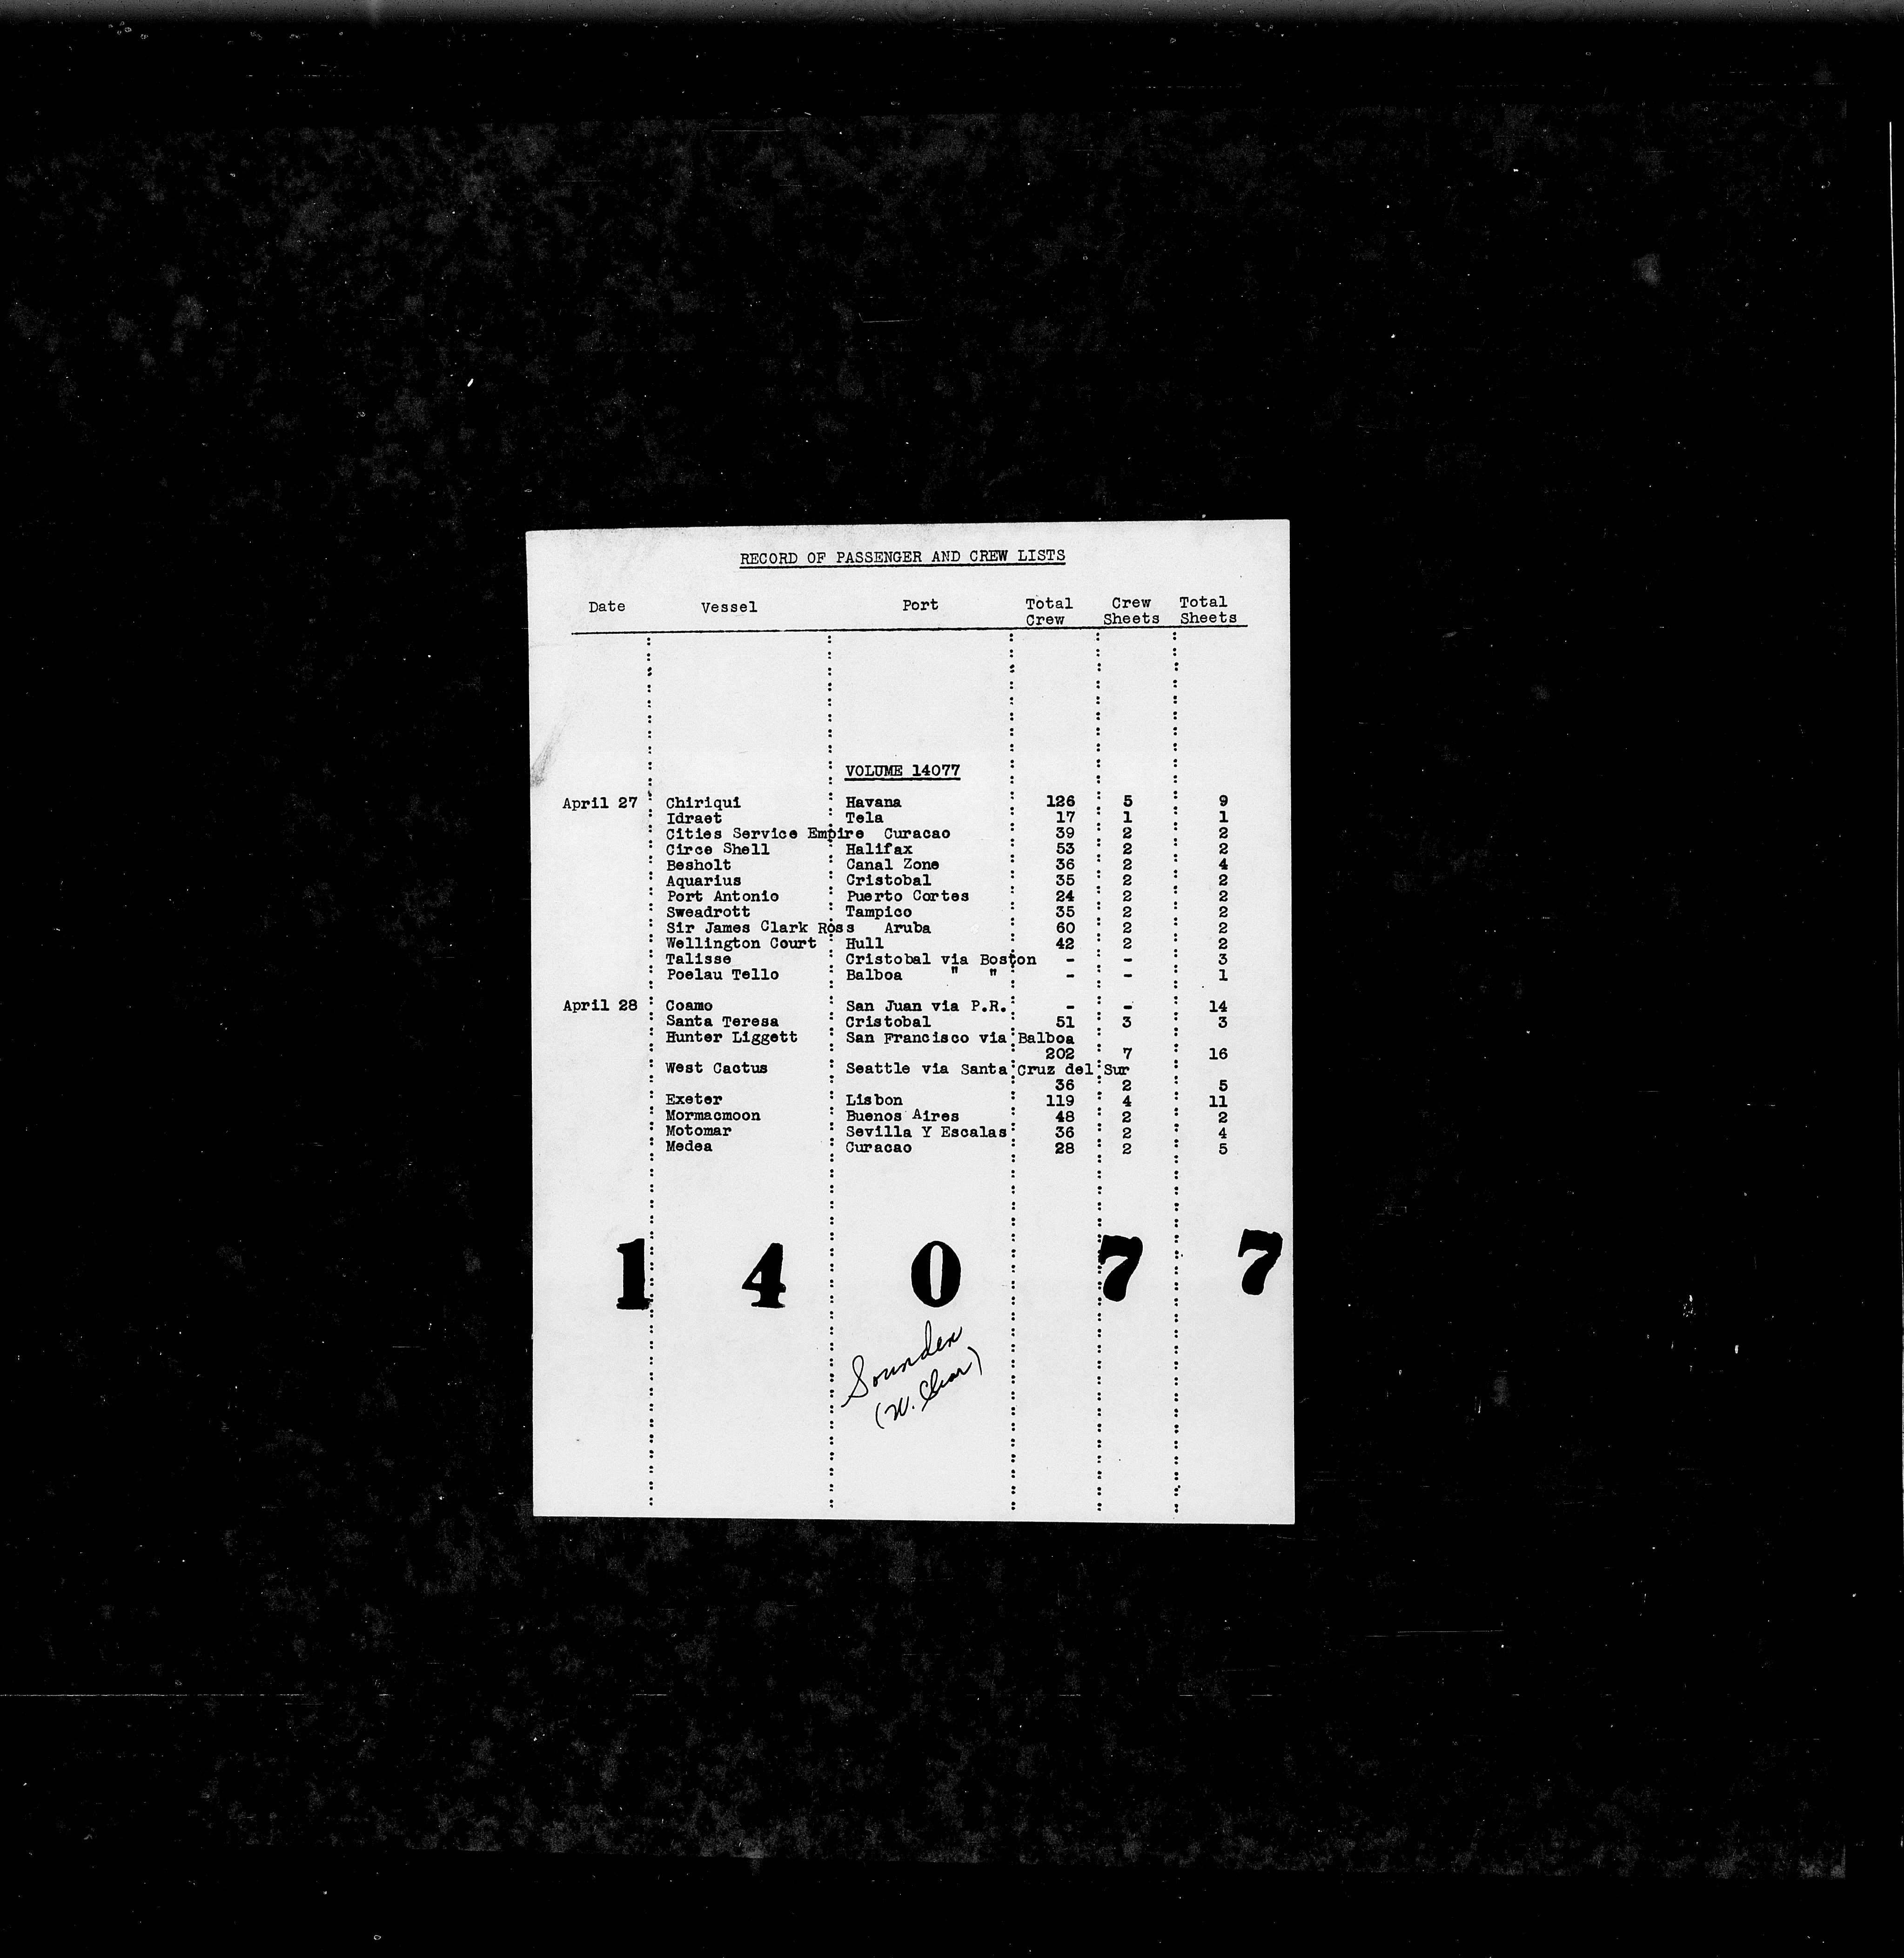 RECORD OF PASSENGER AND CREW LISTS
Date Vessel Port Total Crew Total
Crew Sheets Sheets
VOLUME 14077
April 27 Chiriqui Havana 126 5 9
Idraet Tela 17 1 1
Cities Service Empire Curacao 39 2 2
Circe Shell Halifax 53 2 2
Besholt Canal Zone 36 2 4
Aquarius Cristobal 35 2 2
Port Antonio Puerto Cortes 24 2 2
Sweadrott Tampico 35 2 2
Sir James Clark Ross Aruba 60 2 2
Wellington Court Hull 42 2 2
Talisse Cristobal via Boston - - 3
Poelau Tello Balboa " " - - 1
April 28 Coamo San Juan via P.R. - - 14
Santa Teresa Cristobal 51 3 3
Hunter Liggett San Francisco via Balboa
202 7 16
West Cactus Seattle via Santa Cruz del Sur
36 2 5
Exeter Lisbon 119 4 11
Mormacmoon Buenos Aires 48 2 2
Motomar Sevilla Y Escalas 36 2 4
Medea Curacao 28 2 5
1 4 0 7 7
Soundex
(W.